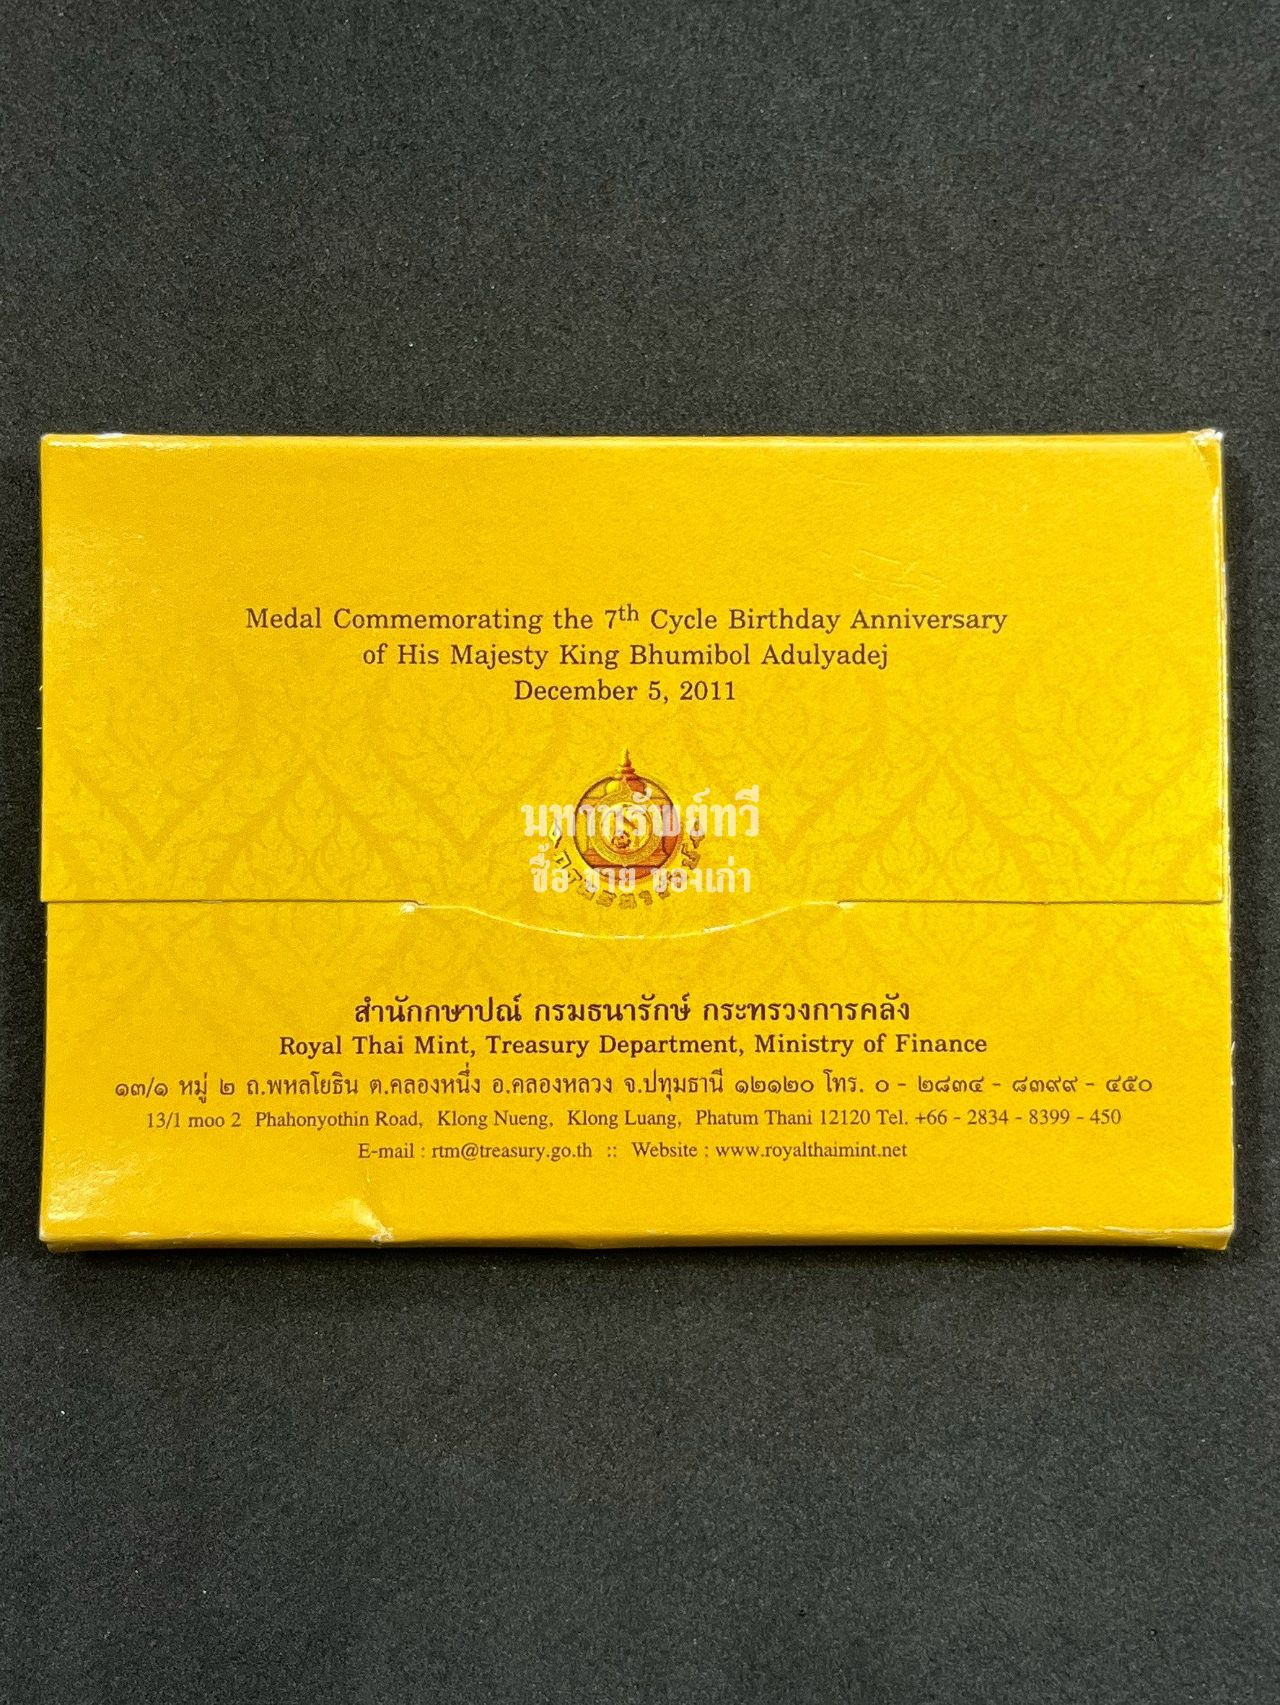 Medal Commemorating the 7th Cycle Birthday Anniversary
of His Majesty King Bhumibol Adulyadej
December 5, 2011
มหาทรัพย์ทวี
ซื้อ ขาย ของเก่า
สำนักกษาปณ์ กรมธนารักษ์ กระทรวงการคลัง
Royal Thai Mint, Treasury Department, Ministry of Finance
๑๓/๑ หมู่ ๒ ถ.พหลโยธิน ต.คลองหนึ่ง อ.คลองหลวง จ.ปทุมธานี ๑๒๑๒๐ โทร. ๐ - ๒๘๓๔ - ๘๓๙๙ - ๔๕๐
13/1 moo 2 Phahonyothin Road, Klong Nueng, Klong Luang, Phatum Thani 12120 Tel. +66 - 2834 - 8399 - 450
E-mail : rtm@treasury.go.th :: Website : www.royalthaimint.net